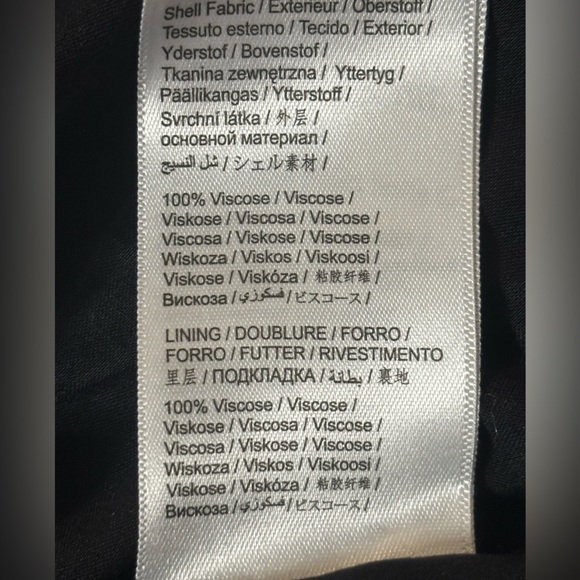 Shell Fabric / Extérieur / Oberstoff /
Tessuto esterno / Tecido / Exterior /
Yderstof / Bovenstof /
Tkanina zewnętrzna / Yttertyg /
Päällikangas / Ytterstoff /
Svrchní látka / 外层 /
основной материал /
شل النسيج / シェル素材 /
100% Viscose / Viscose /
Viskose / Viscosa / Viscose /
Viscosa / Viskose / Viscose /
Wiskoza / Viskos / Viskoosi /
Viskose / Viskóza / 粘胶纤维 /
Вискоза / فسكوزي / ビスコース /
LINING / DOUBLURE / FORRO /
FORRO / FUTTER / RIVESTIMENTO
里层 / ПОДКЛАДКА / بطانة / 裏地
100% Viscose / Viscose /
Viskose / Viscosa / Viscose /
Viscosa / Viskose / Viscose /
Wiskoza / Viskos / Viskoosi /
Viskose / Viskóza / 粘胶纤维 /
Вискоза / فسكوزي / ビスコース /